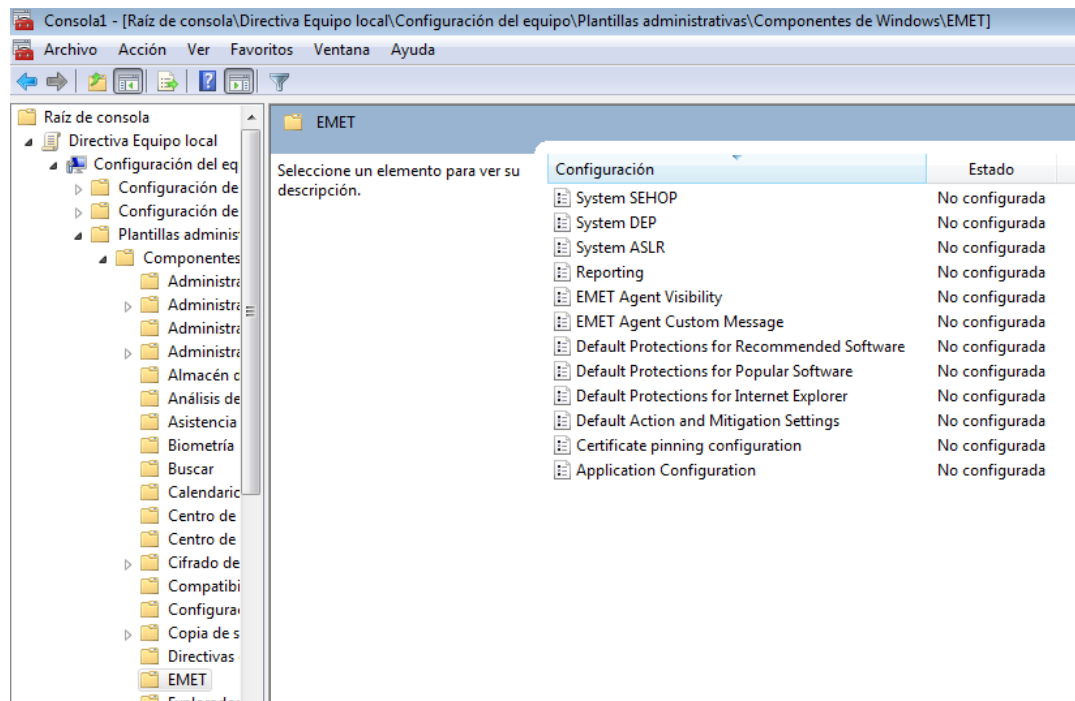 Consola1 - [Raíz de consola\Directiva Equipo local\Configuración del equipo\Plantillas administrativas\Componentes de Windows\EMET]
Archivo Acción Ver Favoritos Ventana Ayuda
Raíz de consola
Directiva Equipo local
Configuración del eq
Configuración de
Configuración de
Plantillas adminis
Componentes
Administra
Administra
Administra
Administra
Almacén c
Análisis de
Asistencia
Biometría
Buscar
Calendaric
Centro de
Centro de
Cifrado de
Compatibi
Configura
Copia de s
Directivas
EMET
EMET
Seleccione un elemento para ver su
descripción.
Configuración Estado
System SEHOP No configurada
System DEP No configurada
System ASLR No configurada
Reporting No configurada
EMET Agent Visibility No configurada
EMET Agent Custom Message No configurada
Default Protections for Recommended Software No configurada
Default Protections for Popular Software No configurada
Default Protections for Internet Explorer No configurada
Default Action and Mitigation Settings No configurada
Certificate pinning configuration No configurada
Application Configuration No configurada